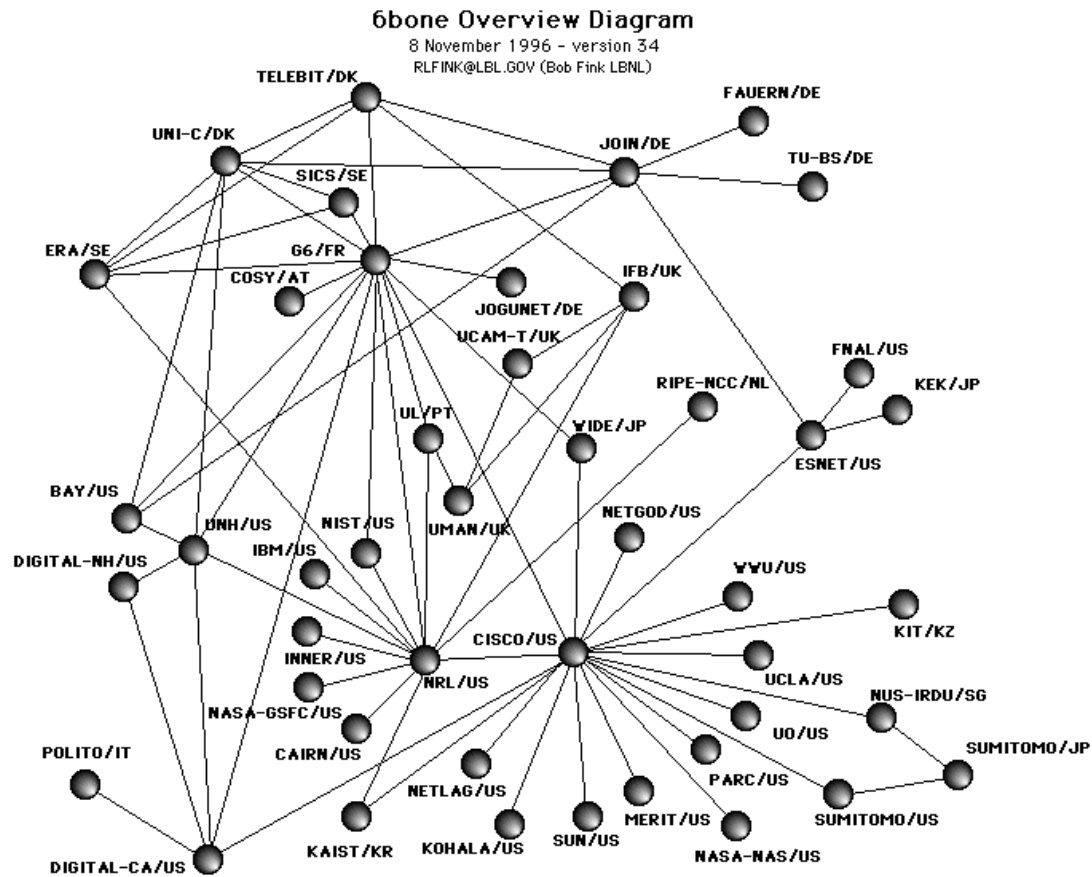 6bone Overview Diagram
8 November 1996 - version 34
RLFINK@LBL.GOV (Bob Fink LBNL)
TELEBIT/DK
FAUERN/DE
UNI-C/DK
JOIN/DE
TU-BS/DE
SICS/SE
ERA/SE
G6/FR
COSY/AT
IFB/UK
JOGUNET/DE
UCAM-T/UK
FNAL/US
RIPE-NCC/NL
KEK/JP
UL/PT
WIDE/JP
ESNET/US
BAY/US
UNH/US
NIST/US
UMAN/UK
NETGOD/US
DIGITAL-NH/US
IBM/US
WWU/US
KIT/KZ
CISCO/US
INNER/US
NRL/US
UCLA/US
NUS-IRDU/SG
NASA-GSFC/US
UO/US
CAIRN/US
POLITO/IT
SUMITOMO/JP
PARC/US
NETLAG/US
MERIT/US
SUMITOMO/US
SUN/US
KOHALA/US
KAIST/KR
NASA-NAS/US
DIGITAL-CA/US